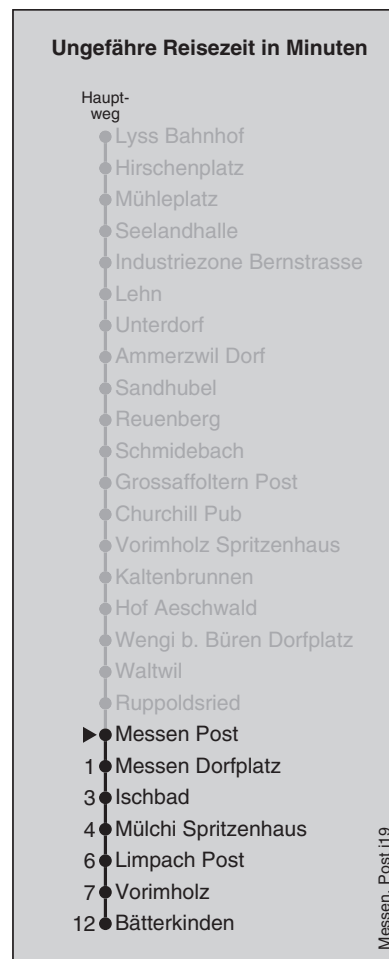 Ungefähre Reisezeit in Minuten
Haupt-
weg
Lyss Bahnhof
Hirschenplatz
Mühleplatz
Seelandhalle
Industriezone Bernstrasse
Lehn
Unterdorf
Ammerzwil Dorf
Sandhubel
Reuenberg
Schmidebach
Grossaffoltern Post
Churchill Pub
Vorimholz Spritzenhaus
Kaltenbrunnen
Hof Aeschwald
Wengi b. Büren Dorfplatz
Waltwil
Ruppoldsried
Messen Post
1 Messen Dorfplatz
3 Ischbad
4 Mülchi Spritzenhaus
6 Limpach Post
7 Vorimholz
12 Bätterkinden
Messen, Post j19